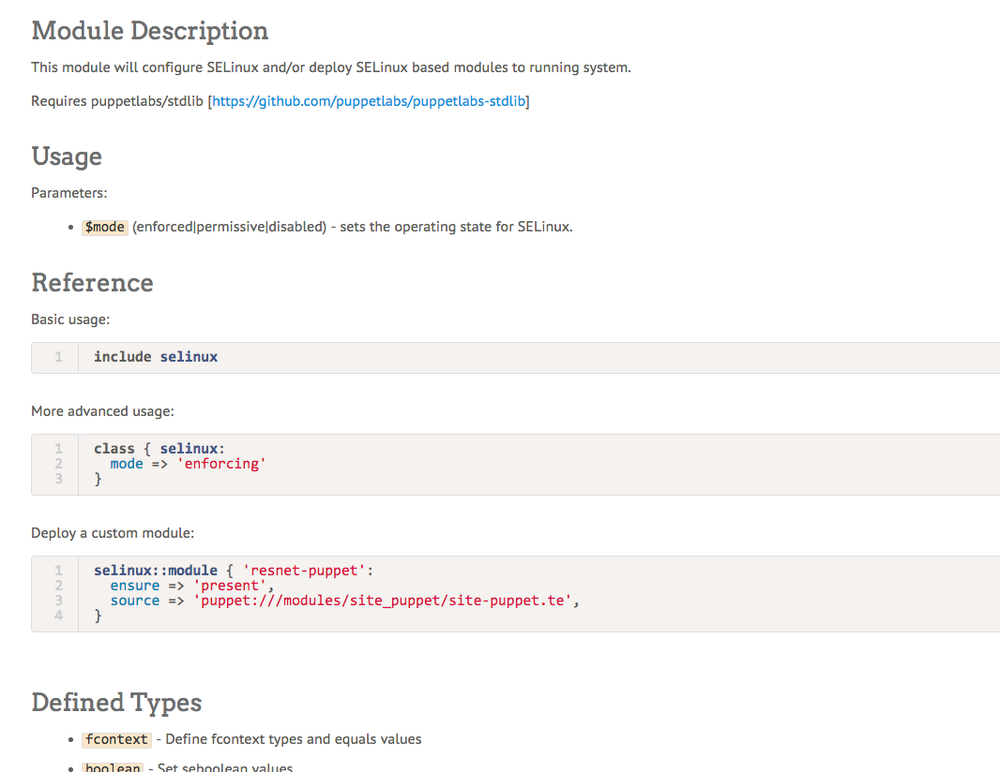 Module Description
This module will configure SELinux and/or deploy SELinux based modules to running system.
Requires puppetlabs/stdlib [https://github.com/puppetlabs/puppetlabs-stdlib]
Usage
Parameters:
• $mode (enforced|permissive|disabled) - sets the operating state for SELinux.
Reference
Basic usage:
1 include selinux
More advanced usage:
1 class { selinux:
2   mode => 'enforcing'
3 }
Deploy a custom module:
1 selinux::module { 'resnet-puppet':
2   ensure => 'present',
3   source => 'puppet:///modules/site_puppet/site-puppet.te',
4 }
Defined Types
• fcontext - Define fcontext types and equals values
• boolean - Set seboolean values